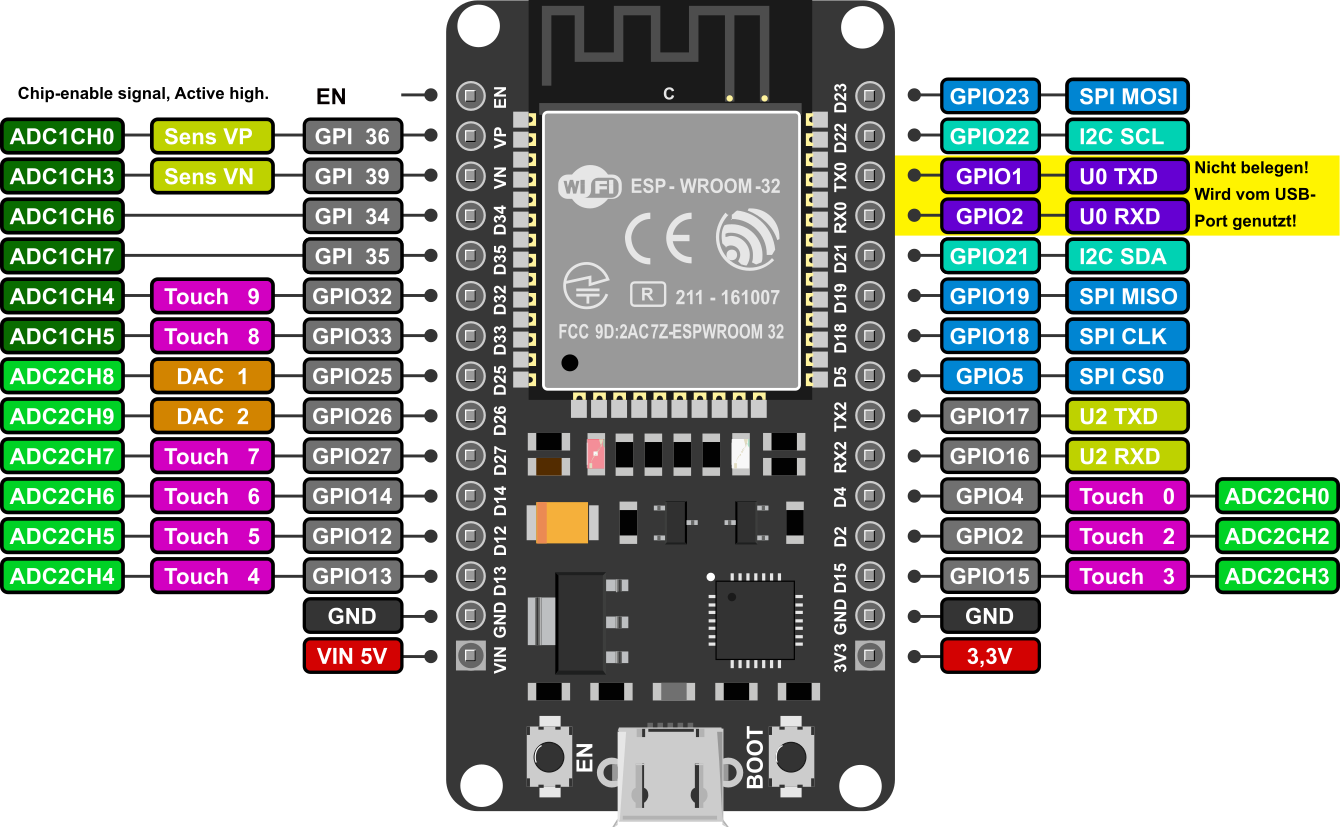 Chip-enable signal, Active high. EN
ADC1CH0 Sens VP GPI 36
ADC1CH3 Sens VN GPI 39
ADC1CH6 GPI 34
ADC1CH7 GPI 35
ADC1CH4 Touch 9 GPIO32
ADC1CH5 Touch 8 GPIO33
ADC2CH8 DAC 1 GPIO25
ADC2CH9 DAC 2 GPIO26
ADC2CH7 Touch 7 GPIO27
ADC2CH6 Touch 6 GPIO14
ADC2CH5 Touch 5 GPIO12
ADC2CH4 Touch 4 GPIO13
GND
VIN 5V
EN
VP
VN
D34
D35
D32
D33
D25
D26
D27
D14
D12
D13
GND
VIN
C
WiFi ESP - WROOM -32
CE
R 211 - 161007
FCC 9D:2AC7Z-ESPWROOM 32
EN
BOOT
D23
D22
TX0
RX0
D21
D19
D18
D5
TX2
RX2
D4
D2
D15
GND
3V3
GPIO23 SPI MOSI
GPIO22 I2C SCL
GPIO1 U0 TXD
GPIO2 U0 RXD
Nicht belegen!
Wird vom USB-
Port genutzt!
GPIO21 I2C SDA
GPIO19 SPI MISO
GPIO18 SPI CLK
GPIO5 SPI CS0
GPIO17 U2 TXD
GPIO16 U2 RXD
GPIO4 Touch 0 ADC2CH0
GPIO2 Touch 2 ADC2CH2
GPIO15 Touch 3 ADC2CH3
GND
3,3V